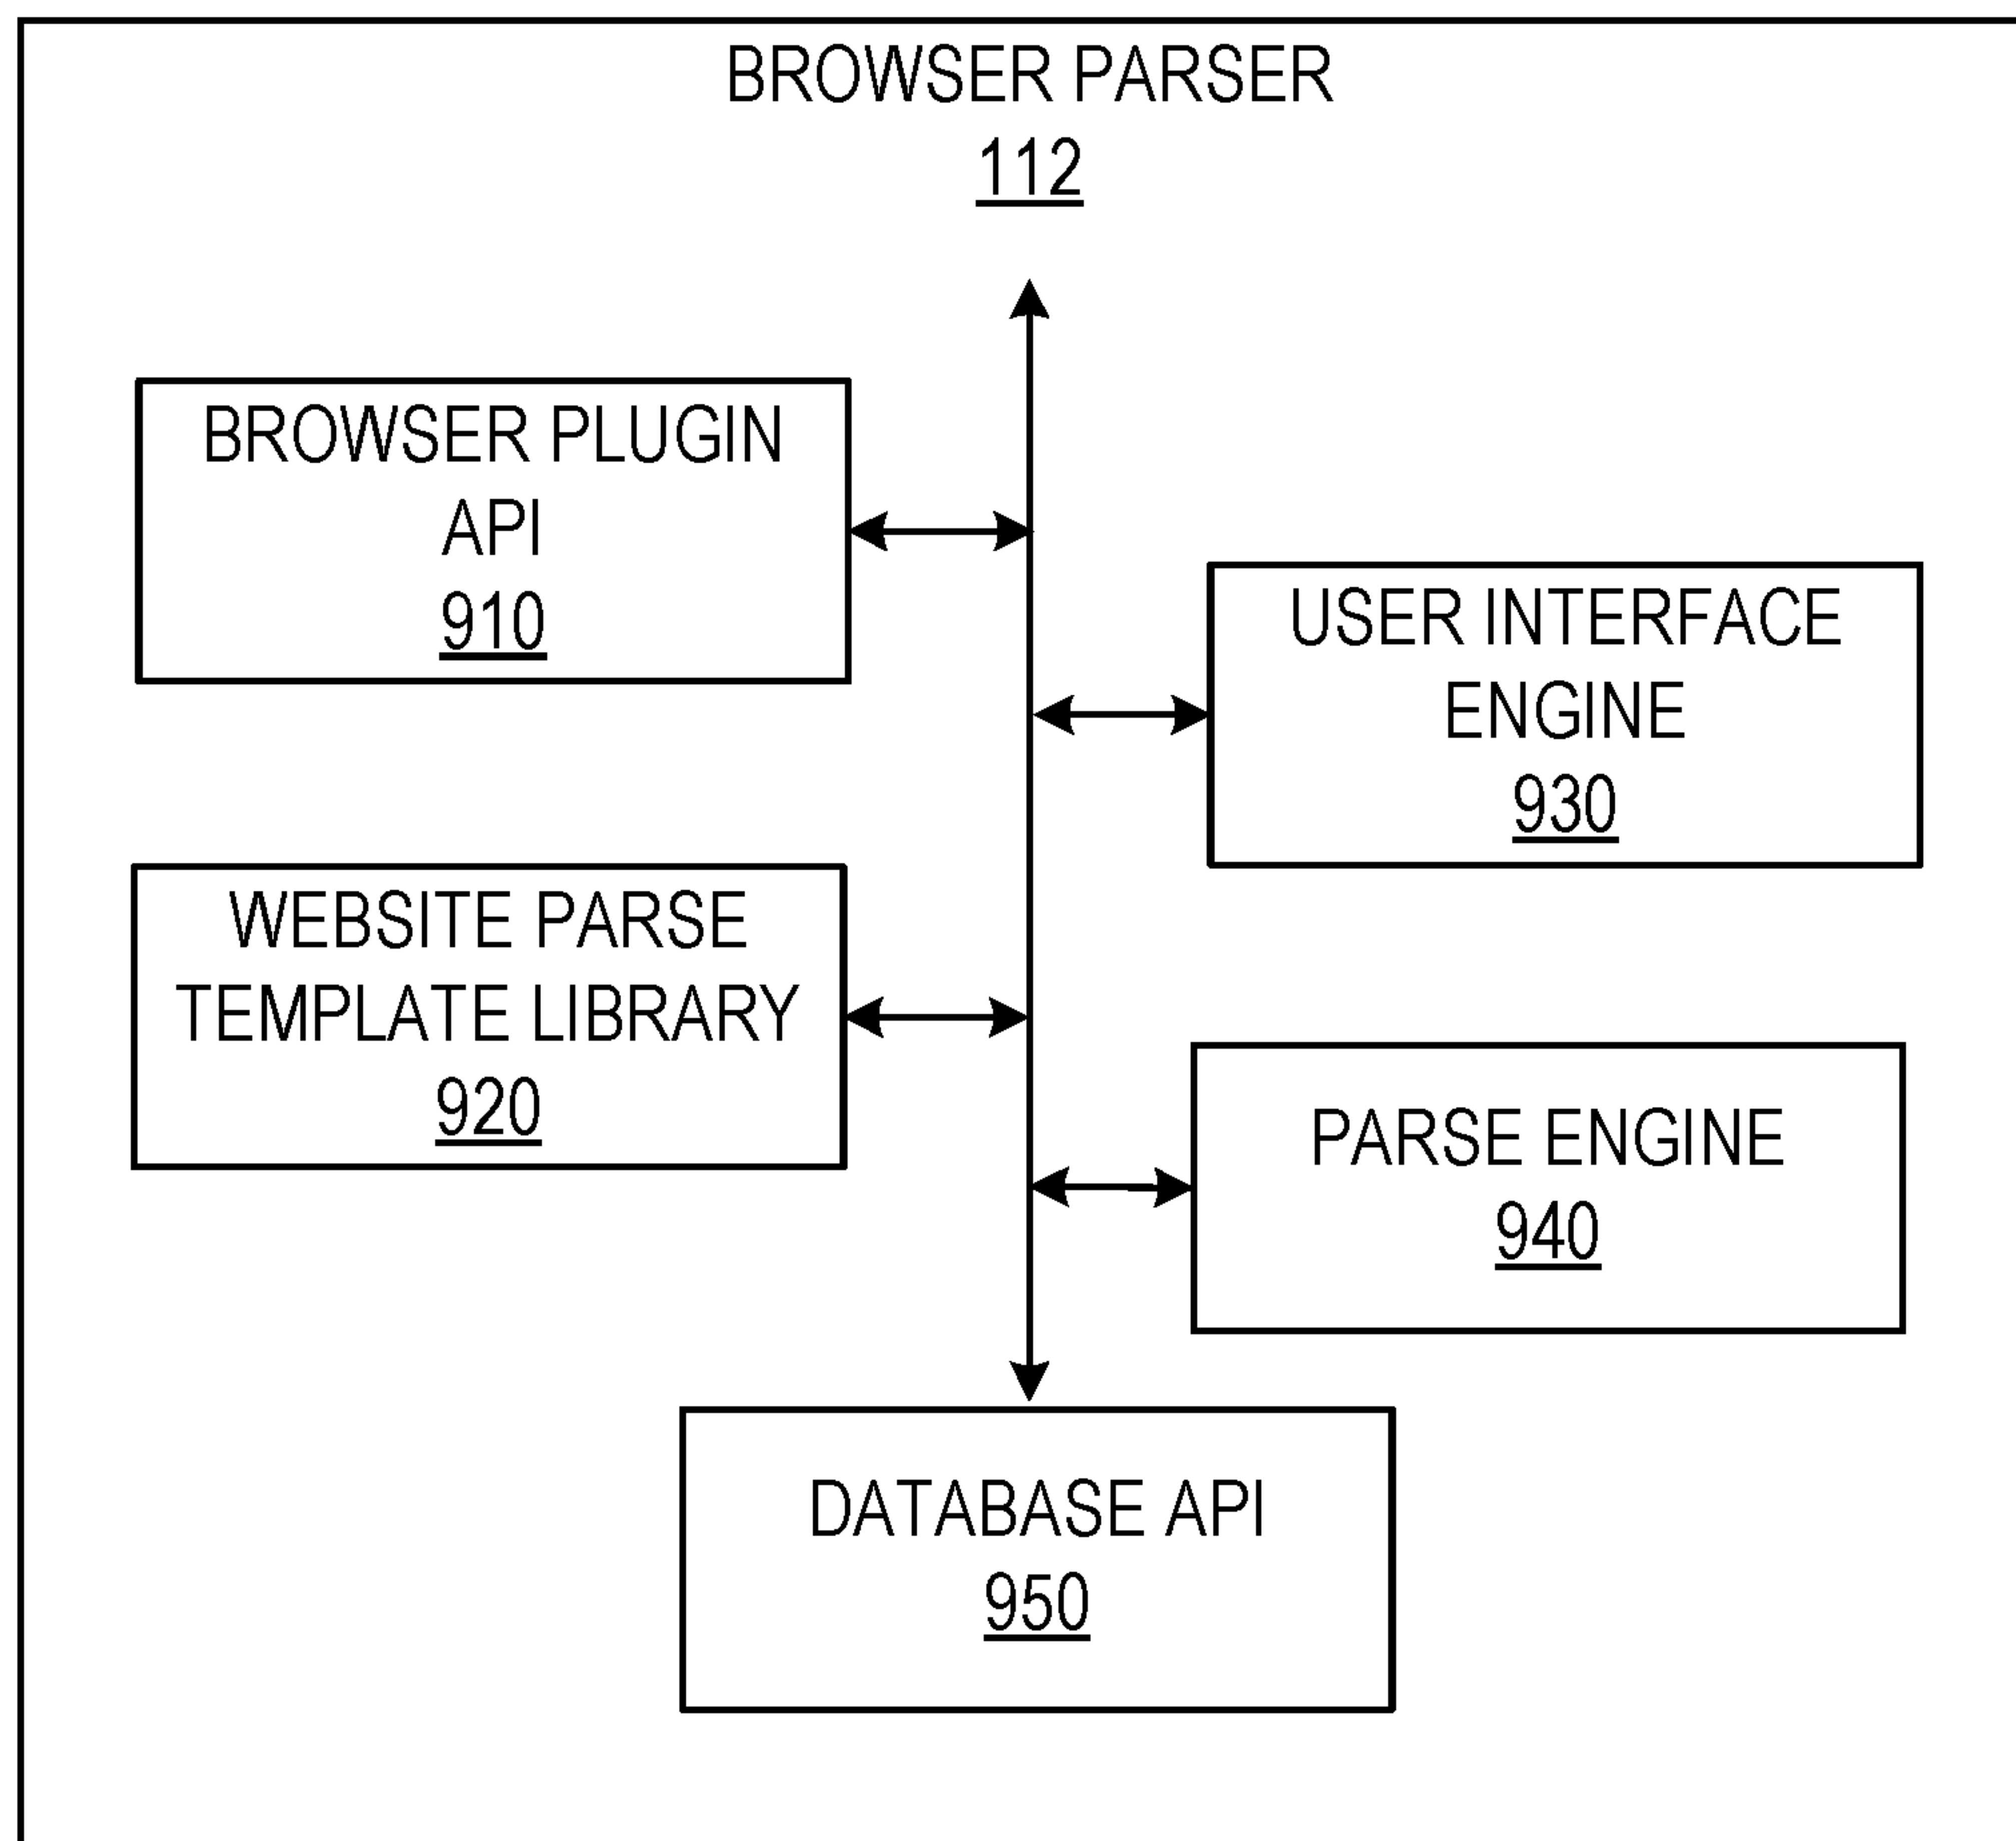 BROWSER PARSER
112
BROWSER PLUGIN
API
910
USER INTERFACE
ENGINE
930
WEBSITE PARSE
TEMPLATE LIBRARY
920
PARSE ENGINE
940
DATABASE API
950